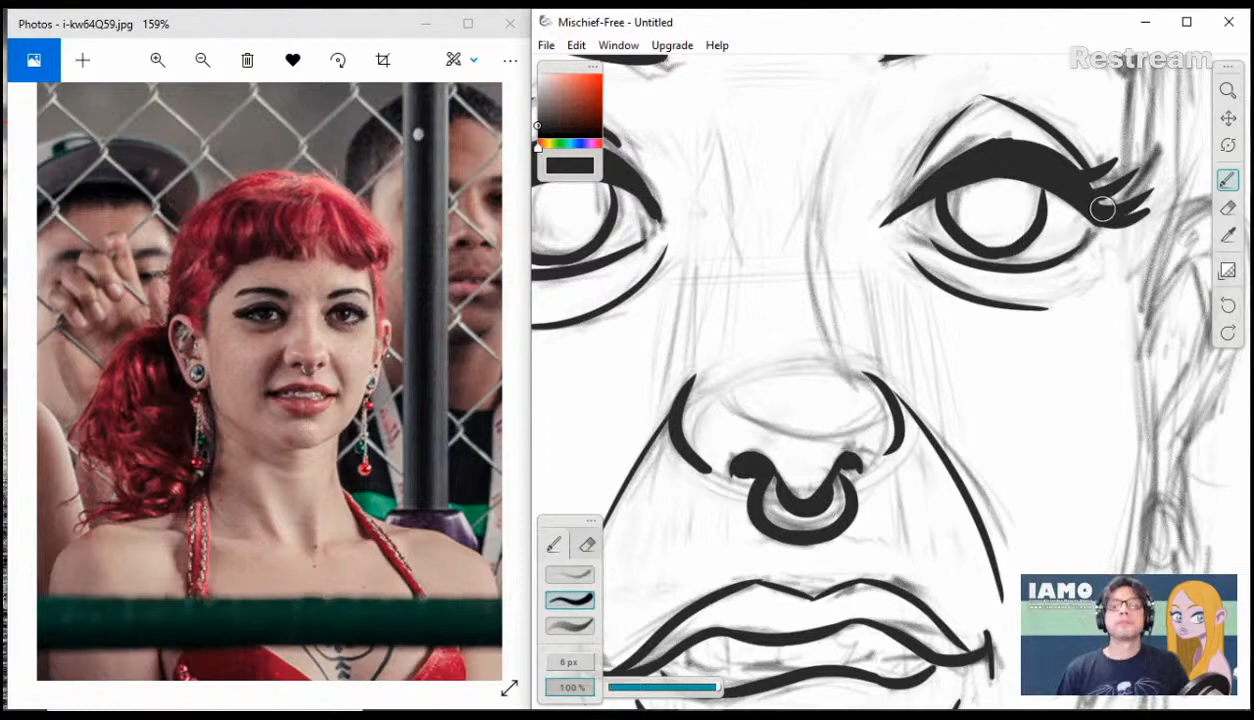 Photos - i-kw64Q59.jpg 159%
Mischief-Free - Untitled
File Edit Window Upgrade Help
Restream
6 px
100 %
IAMO